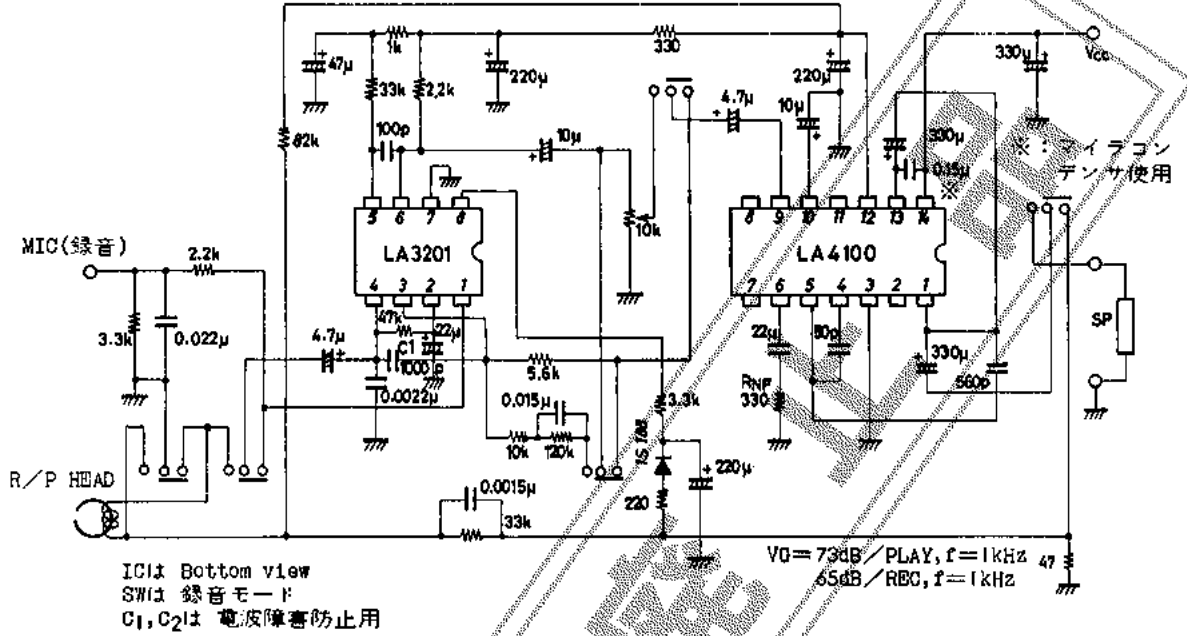 1k
330
47µ
33k
220µ
2.2k
220µ
330µ
Vcc
4.7µ
10µ
82k
100p
10µ
330µ
0.15µ
※
※：マイラコン
デンサ使用
5 6 7 8
10k
8 9 10 11 12 13 14
LA3201
LA4100
MIC(録音)
2.2k
4 3 2 1
7 6 5 4 3 2 1
3.3k
0.022µ
4.7µ
47k
22µ
C1
1000p
0.0022µ
5.6k
22µ
50p
330µ
560p
SP
RNF
330
3.3k
0.015µ
10k
120k
1S188
220µ
220
R/P HEAD
0.0015µ
33k
VG=73dB/PLAY, f=1kHz
65dB/REC, f=1kHz
47
ICは Bottom view
SWは 録音モード
C1,C2は 電波障害防止用